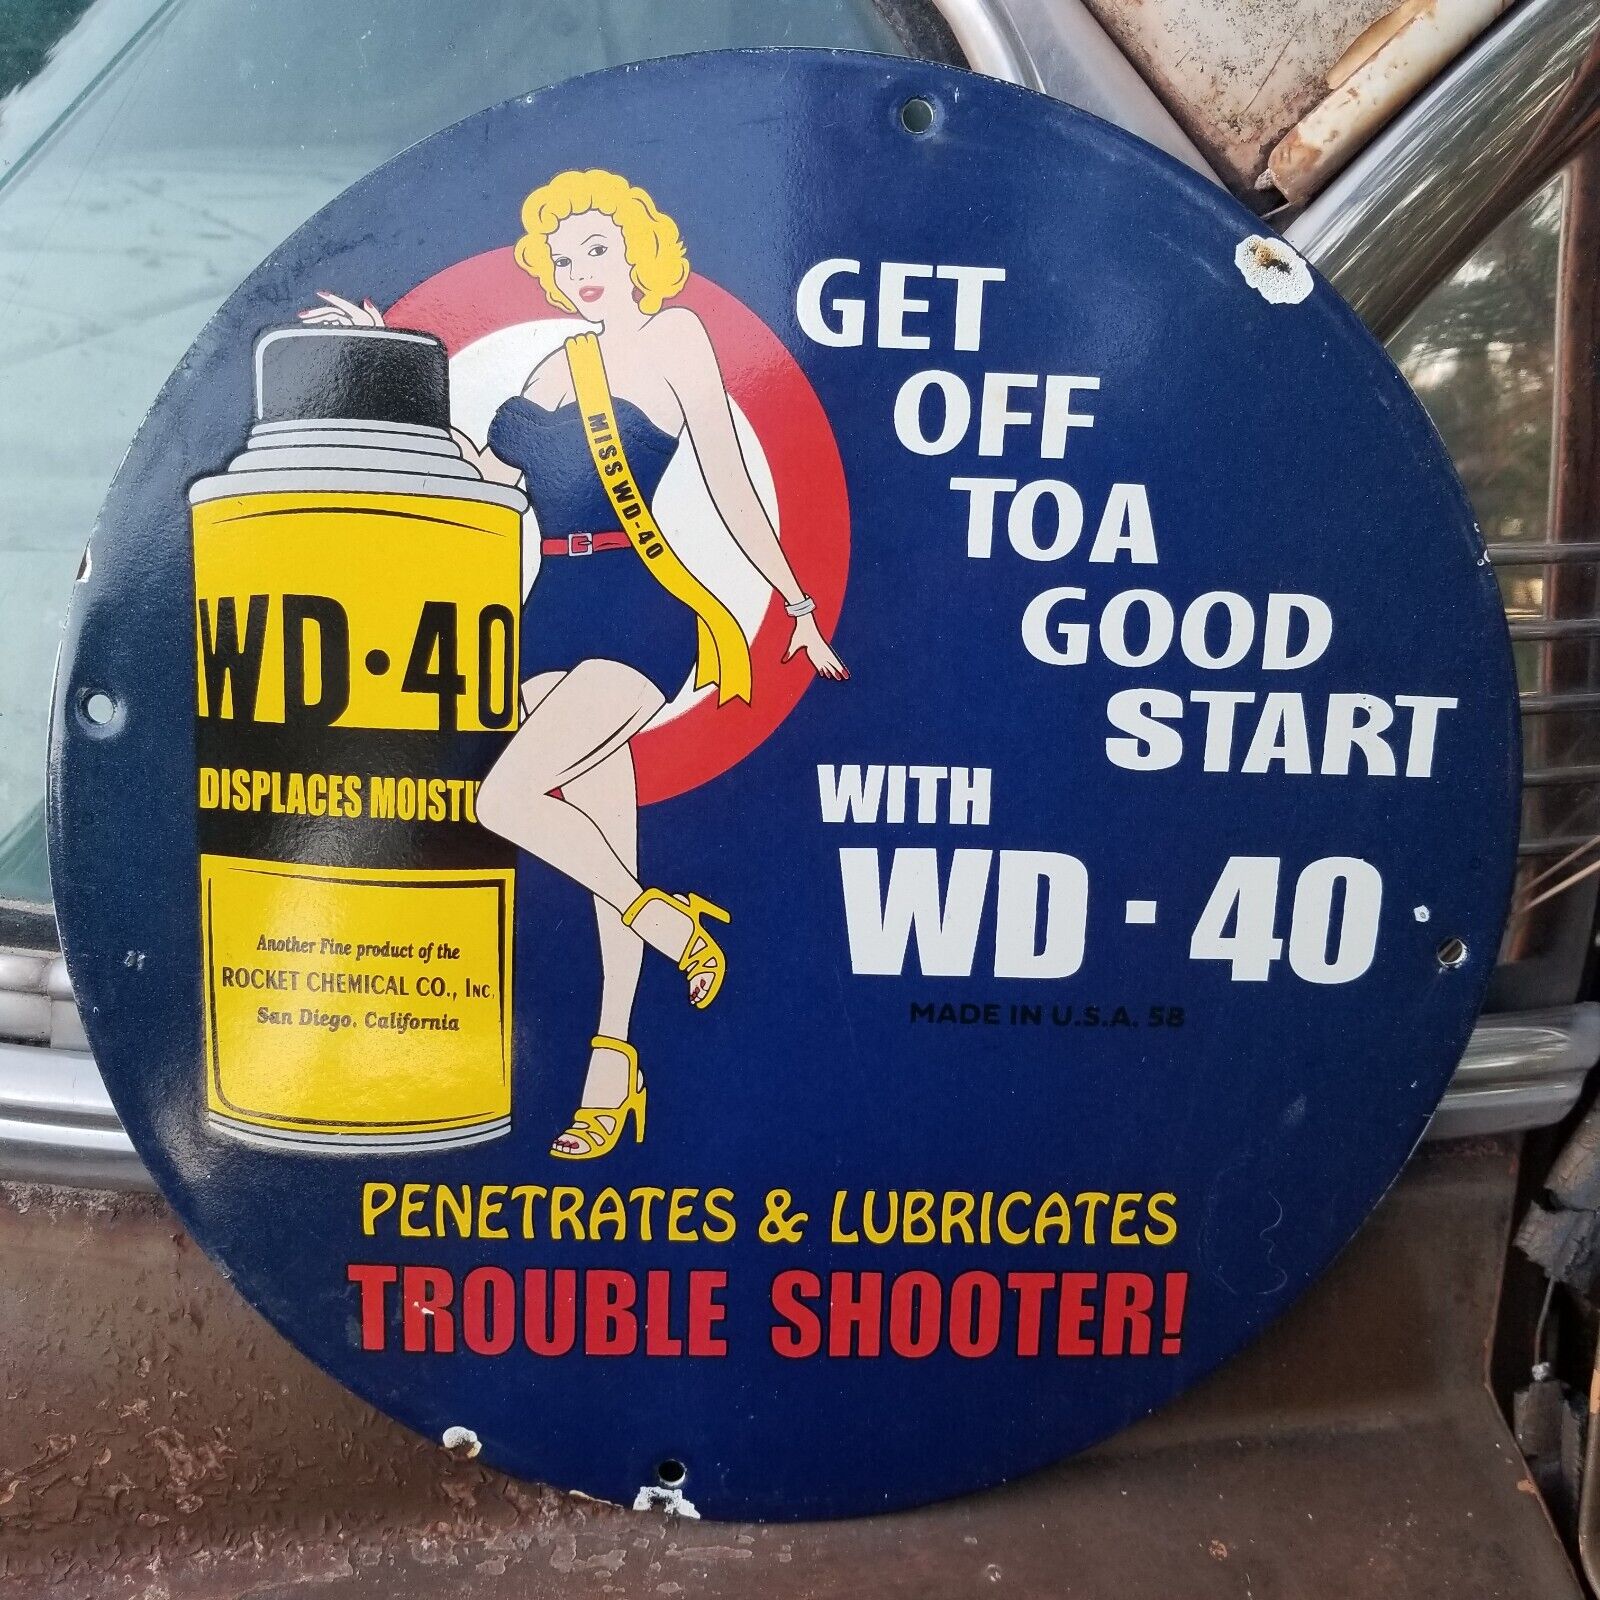 MISS WD-40
WD·40
DISPLACES MOISTU
Another Fine product of the
ROCKET CHEMICAL CO., INC.
San Diego. California
GET
OFF
TO A
GOOD
START
WITH
WD-40
MADE IN U.S.A. 58
PENETRATES & LUBRICATES
TROUBLE SHOOTER!